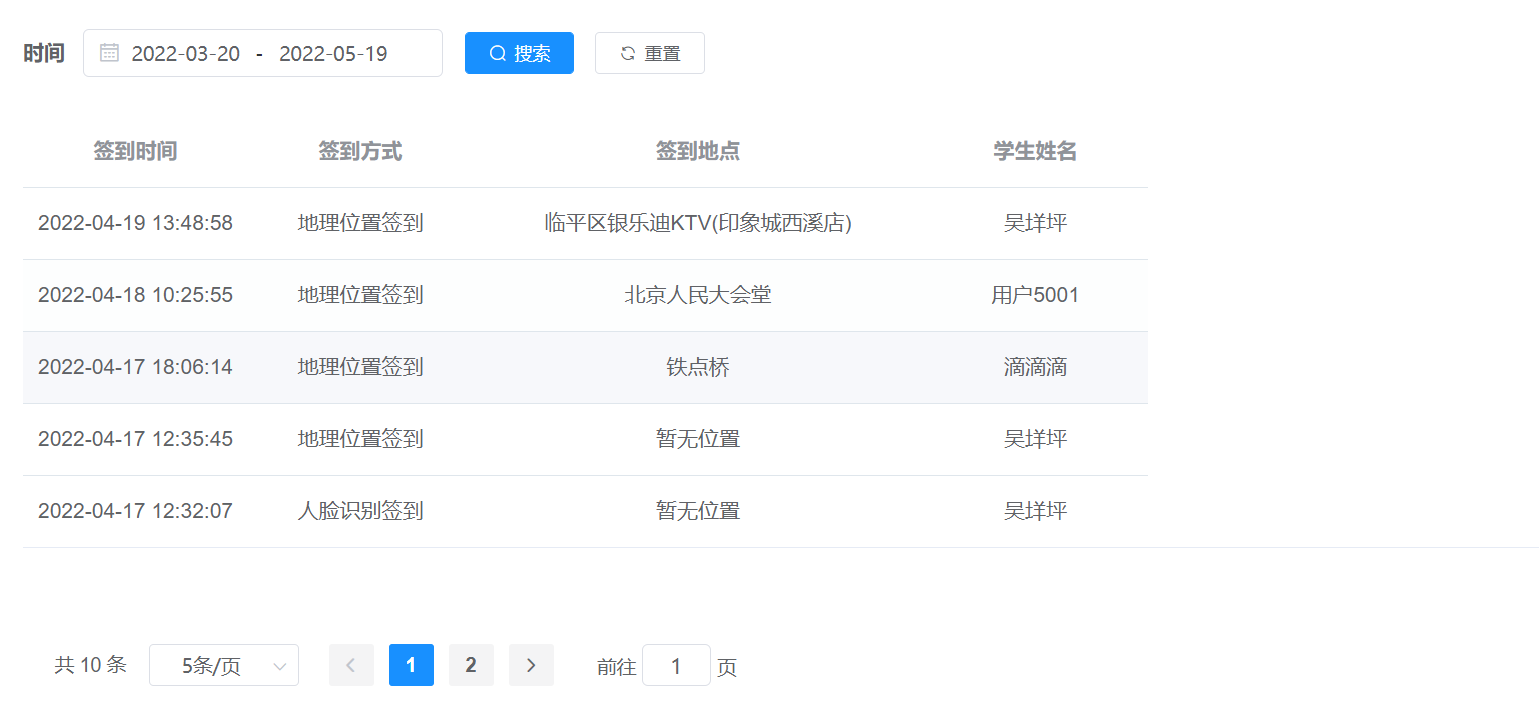 时间 2022-03-20 - 2022-05-19 搜索 重置
签到时间 签到方式 签到地点 学生姓名
2022-04-19 13:48:58 地理位置签到 临平区银乐迪KTV(印象城西溪店) 吴垟坪
2022-04-18 10:25:55 地理位置签到 北京人民大会堂 用户5001
2022-04-17 18:06:14 地理位置签到 铁点桥 滴滴滴
2022-04-17 12:35:45 地理位置签到 暂无位置 吴垟坪
2022-04-17 12:32:07 人脸识别签到 暂无位置 吴垟坪
共 10 条 5条/页 1 2 前往 1 页